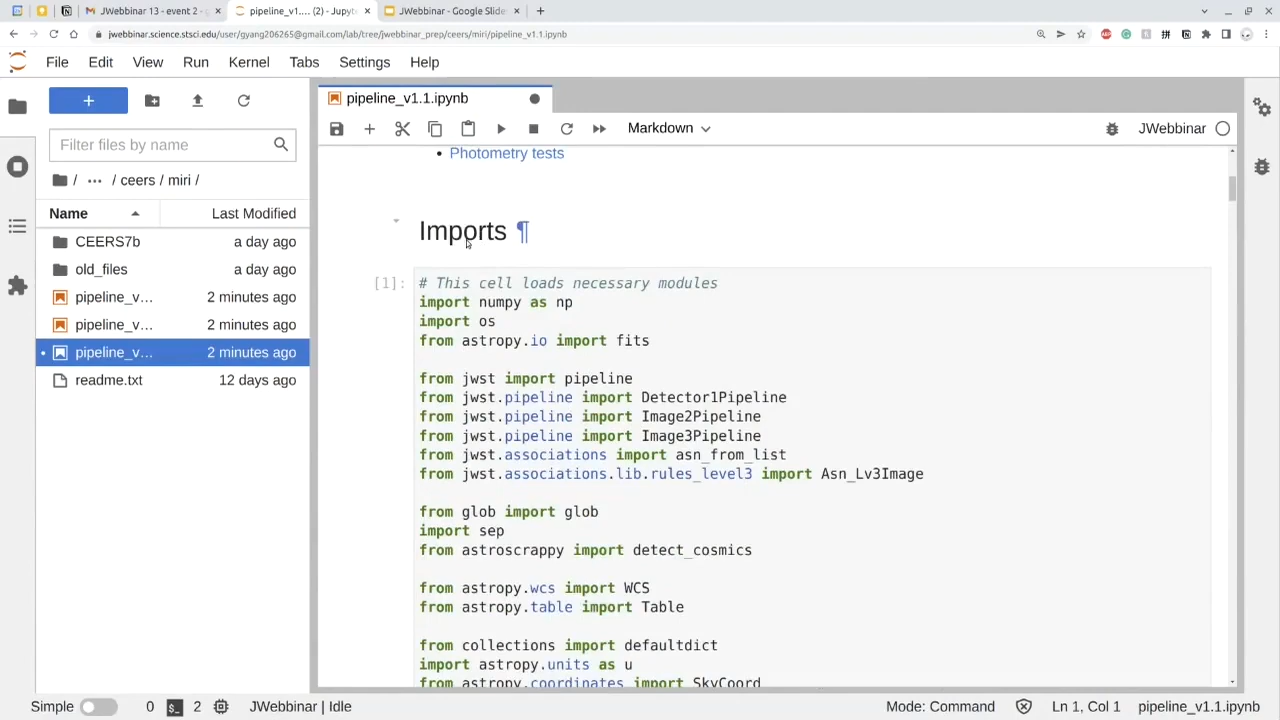 JWebbinar 13 - event 2 - g
pipeline_v1.... (2) - Jupyte
JWebbinar - Google Slides
jwebbinar.science.stsci.edu/user/gyang206265@gmail.com/lab/tree/jwebbinar_prep/ceers/miri/pipeline_v1.1.ipynb
File Edit View Run Kernel Tabs Settings Help
pipeline_v1.1.ipynb
Markdown
JWebbinar
Filter files by name
/ ... / ceers / miri /
Name Last Modified
CEERS7b a day ago
old_files a day ago
pipeline_v... 2 minutes ago
pipeline_v... 2 minutes ago
pipeline_v... 2 minutes ago
readme.txt 12 days ago
• Photometry tests
Imports ¶
[1]:
# This cell loads necessary modules
import numpy as np
import os
from astropy.io import fits
from jwst import pipeline
from jwst.pipeline import Detector1Pipeline
from jwst.pipeline import Image2Pipeline
from jwst.pipeline import Image3Pipeline
from jwst.associations import asn_from_list
from jwst.associations.lib.rules_level3 import Asn_Lv3Image
from glob import glob
import sep
from astroscrappy import detect_cosmics
from astropy.wcs import WCS
from astropy.table import Table
from collections import defaultdict
import astropy.units as u
from astropy.coordinates import SkyCoord
Simple 0 2 JWebbinar | Idle Mode: Command Ln 1, Col 1 pipeline_v1.1.ipynb